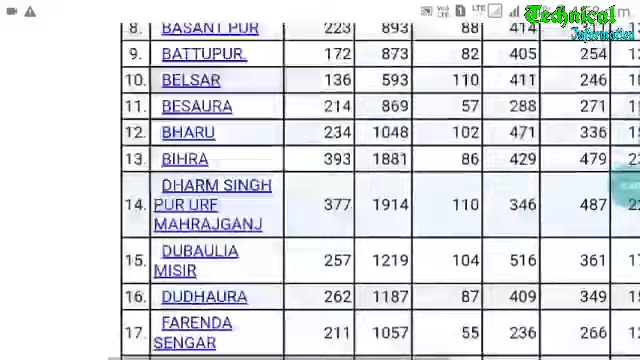 LTE
Technical
Informative
8. BASANT PUR 223 893 88 414
9. BATTUPUR. 172 873 82 405 254
10. BELSAR 136 593 110 411 246
11. BESAURA 214 869 57 288 271
12. BHARU 234 1048 102 471 336
13. BIHRA 393 1881 86 429 479
DHARM SINGH
14. PUR URF 377 1914 110 346 487
MAHRAJGANJ
15. DUBAULIA 257 1219 104 516 361
MISIR
16. DUDHAURA 262 1187 87 409 349
17. FARENDA 211 1057 55 236 266
SENGAR